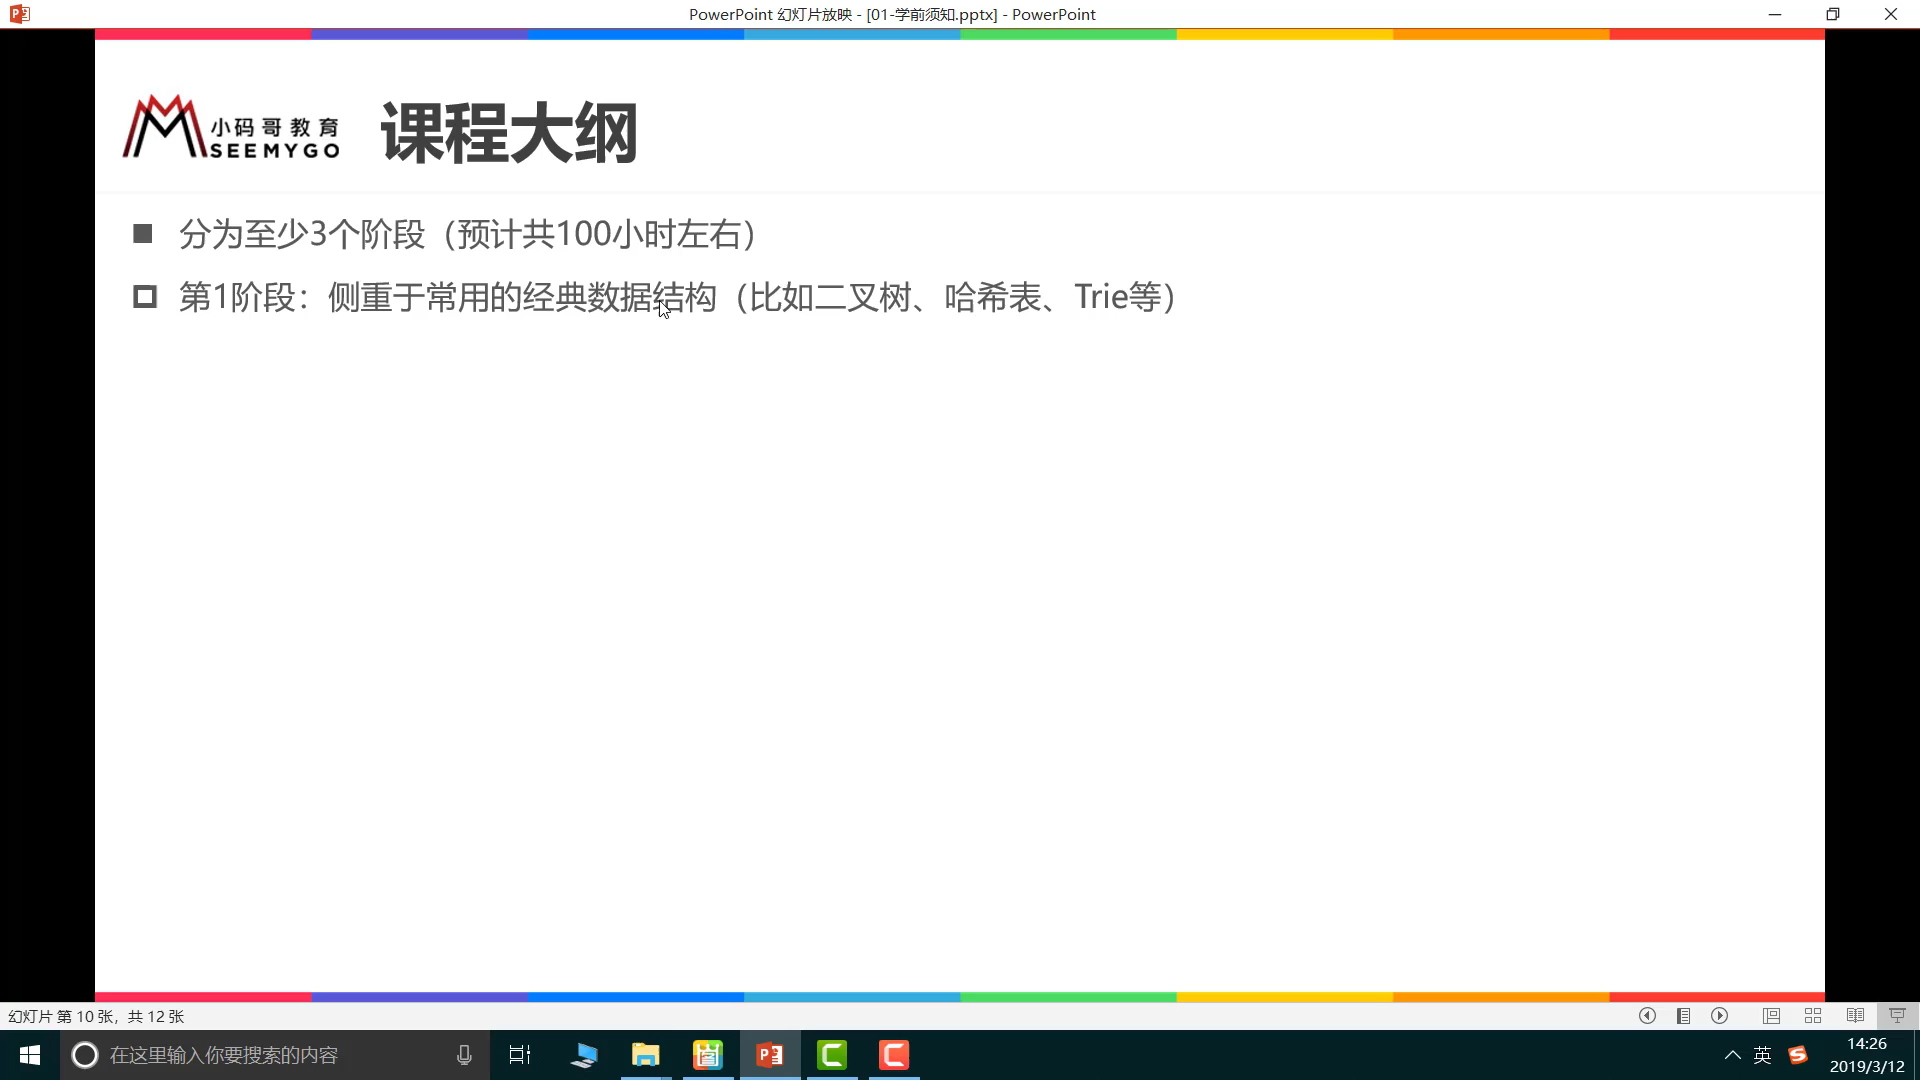 PowerPoint 幻灯片放映 - [01-学前须知.pptx] - PowerPoint
小码哥教育
SEEMYGO
课程大纲
分为至少3个阶段（预计共100小时左右）
第1阶段：侧重于常用的经典数据结构（比如二叉树、哈希表、Trie等）
幻灯片 第 10 张，共 12 张
在这里输入你要搜索的内容
英
14:26
2019/3/12